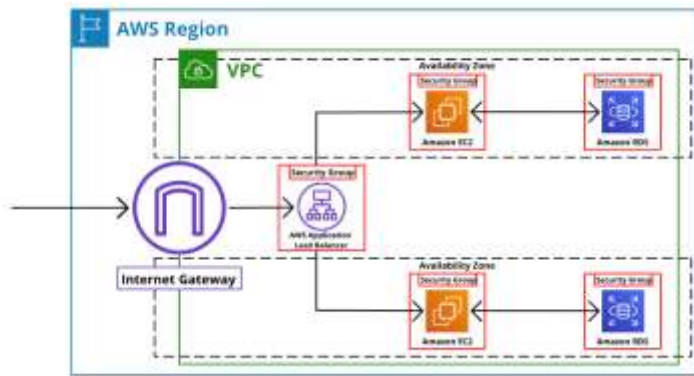 AWS Region
VPC
Availability Zone
Security Group
Security Group
Amazon EC2
Amazon RDS
Security Group
AWS Application
Load Balancer
Internet Gateway
Availability Zone
Security Group
Security Group
Amazon EC2
Amazon RDS